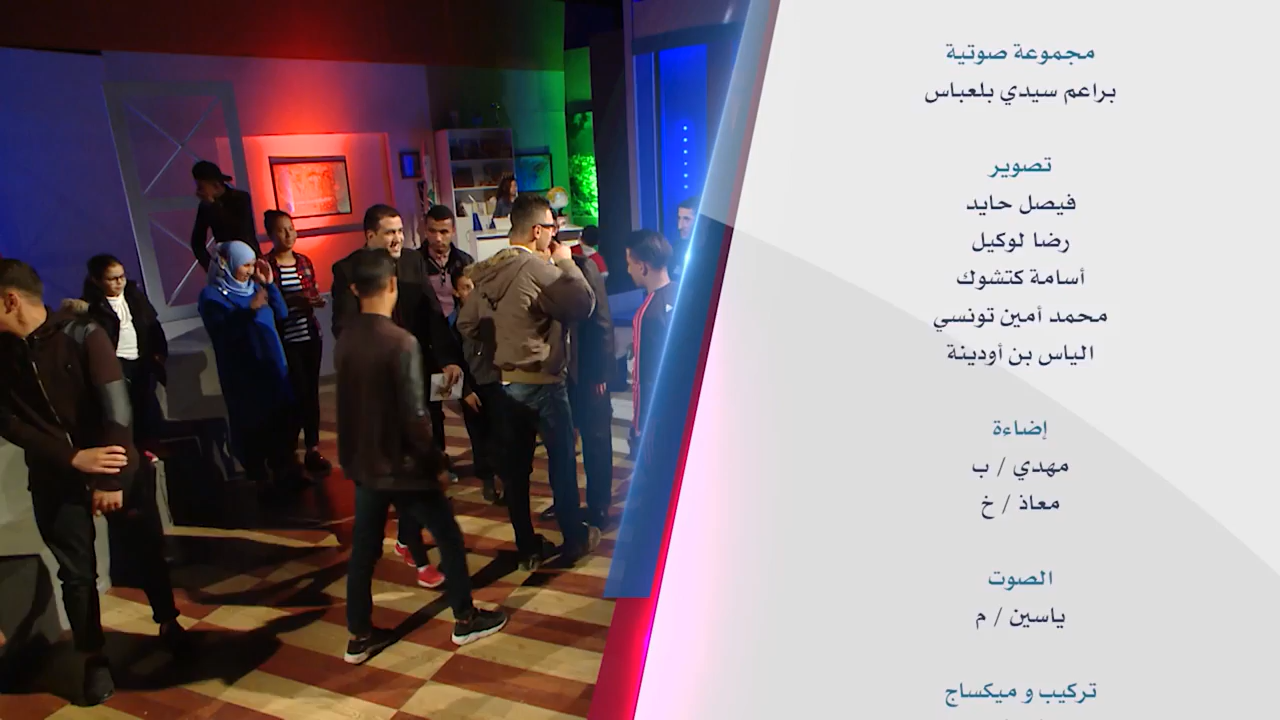 مجموعة صوتية
براعم سيدي بلعباس
تصوير
فيصل حايد
رضا لوكيل
أسامة كتشوك
محمد أمين تونسي
الياس بن أودينة
إضاءة
مهدي / ب
معاذ / خ
الصوت
ياسين / م
تركيب و ميكساج